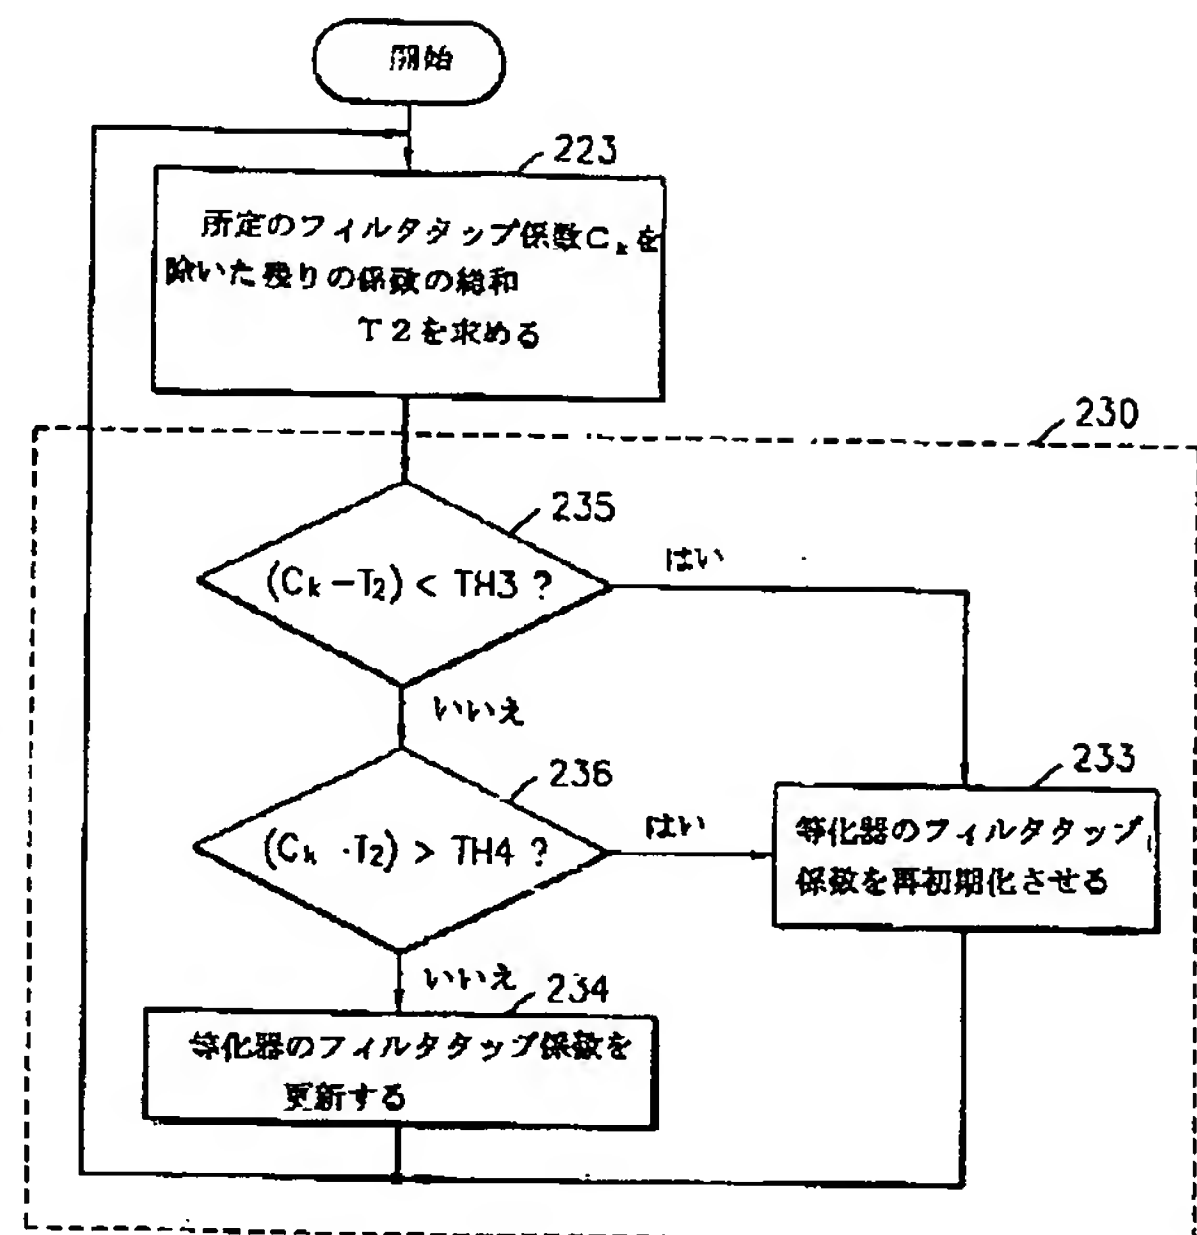 開始
223
所定のフィルタタップ係数Ckを
除いた残りの係数の総和
T2を求める
230
235
(Ck-T2) < TH3 ?
はい
いいえ
236
(Ck -T2) > TH4 ?
はい
233
等化器のフィルタタップ
係数を再初期化させる
いいえ
234
等化器のフィルタタップ係数を
更新する